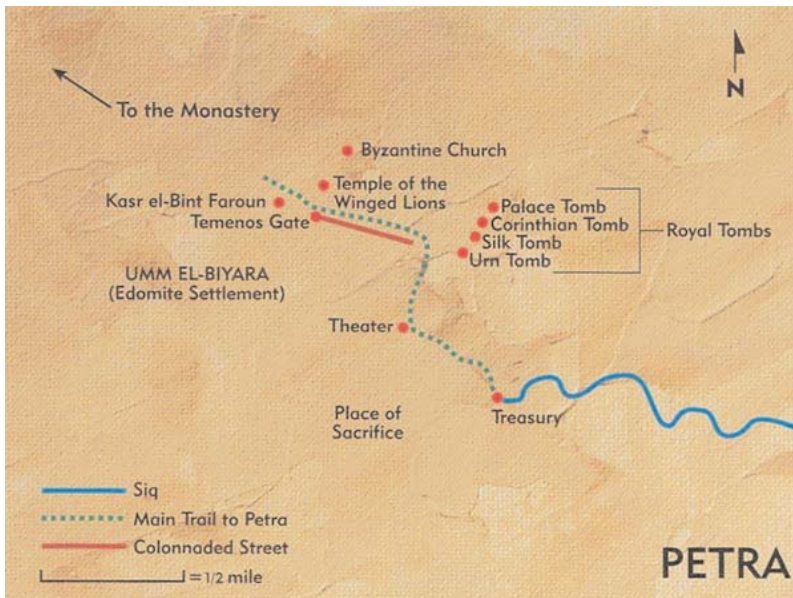 To the Monastery
N
Byzantine Church
Temple of the
Winged Lions
Kasr el-Bint Faroun
Temenos Gate
Palace Tomb
Corinthian Tomb
Silk Tomb
Urn Tomb
Royal Tombs
UMM EL-BIYARA
(Edomite Settlement)
Theater
Place of
Sacrifice
Treasury
Siq
Main Trail to Petra
Colonnaded Street
= 1/2 mile
PETRA